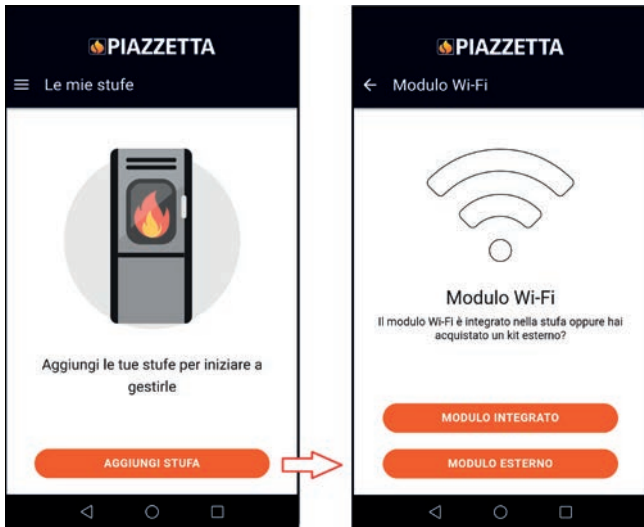 PIAZZETTA
Le mie stufe
Aggiungi le tue stufe per iniziare a
gestirle
AGGIUNGI STUFA
PIAZZETTA
Modulo Wi-Fi
Modulo Wi-Fi
Il modulo Wi-Fi è integrato nella stufa oppure hai
acquistato un kit esterno?
MODULO INTEGRATO
MODULO ESTERNO